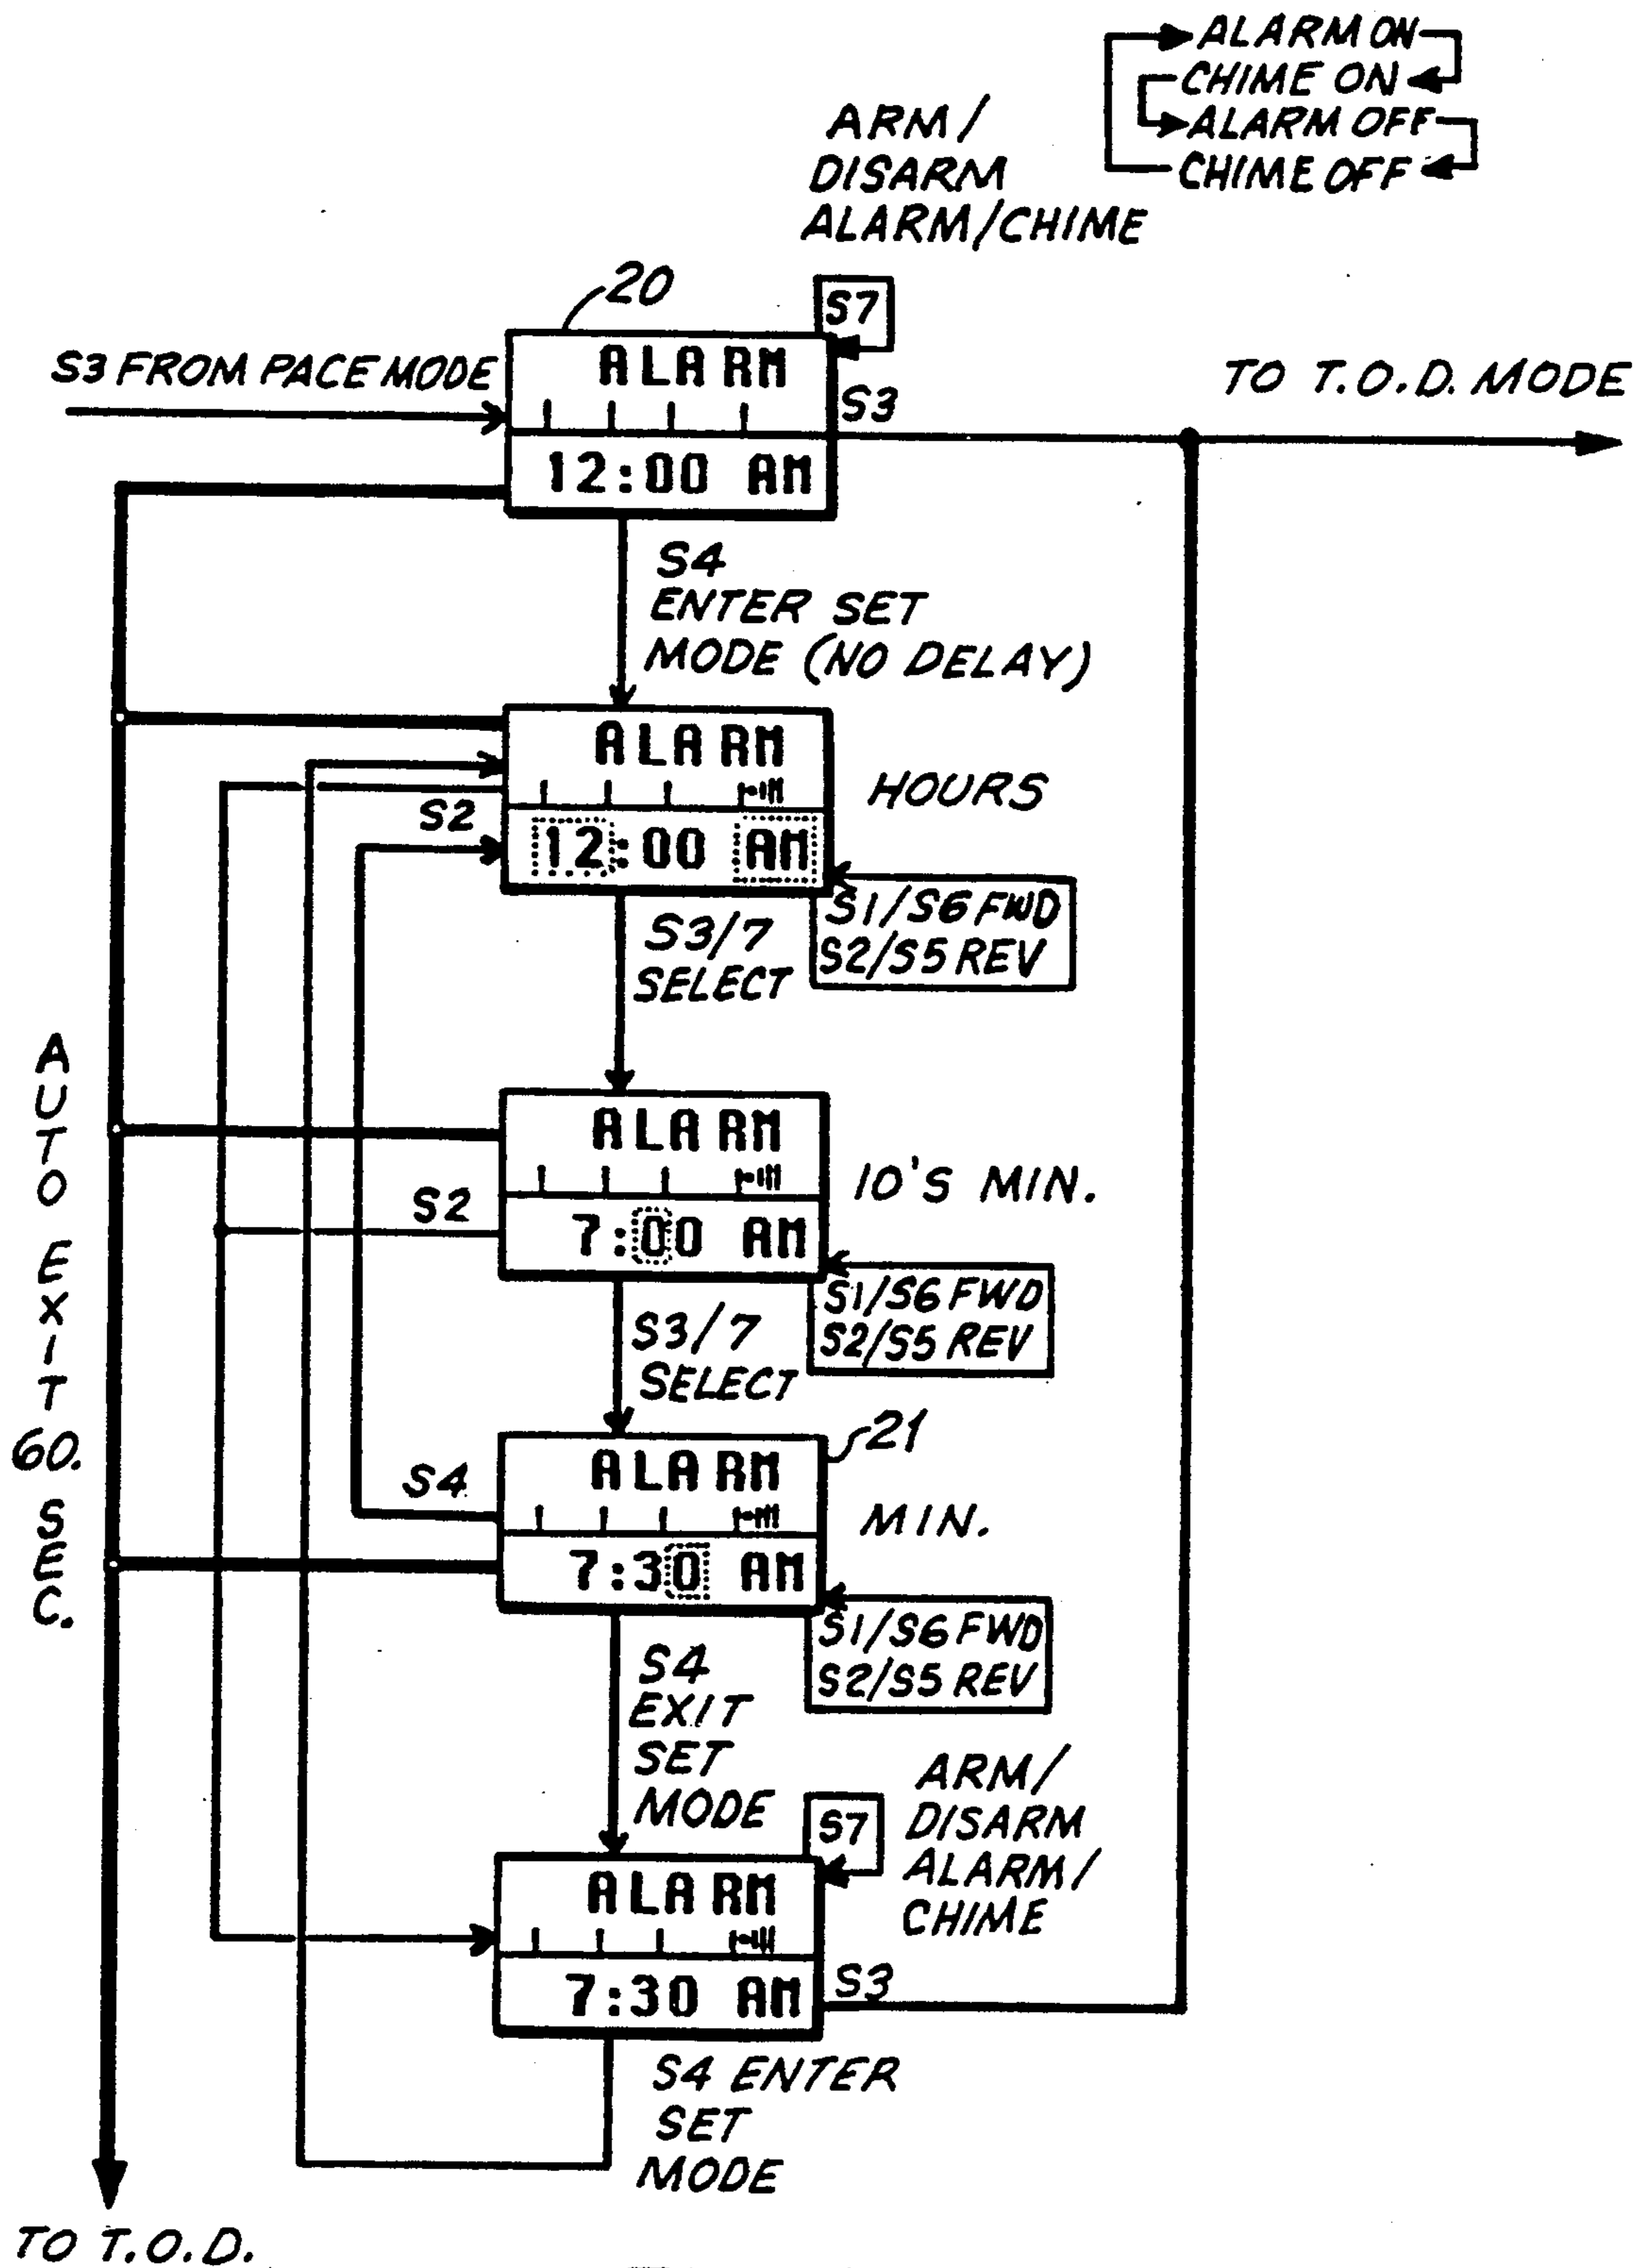 ALARM ON
CHIME ON
ALARM OFF
CHIME OFF
ARM/
DISARM
ALARM/CHIME
20
S7
S3 FROM PACE MODE
ALARM
S3
TO T.O.D. MODE
12:00 AM
S4
ENTER SET
MODE (NO DELAY)
ALARM
HOURS
S2
12:00 AM
S1/S6 FWD
S2/S5 REV
S3/7
SELECT
AUTO EXIT 60. SEC.
ALARM
10'S MIN.
S2
7:00 AM
S1/S6 FWD
S2/S5 REV
S3/7
SELECT
21
ALARM
S4
MIN.
7:30 AM
S1/S6 FWD
S2/S5 REV
S4
EXIT
SET
MODE
ARM/
DISARM
ALARM/
CHIME
S7
ALARM
S3
7:30 AM
S4 ENTER
SET
MODE
TO T.O.D.